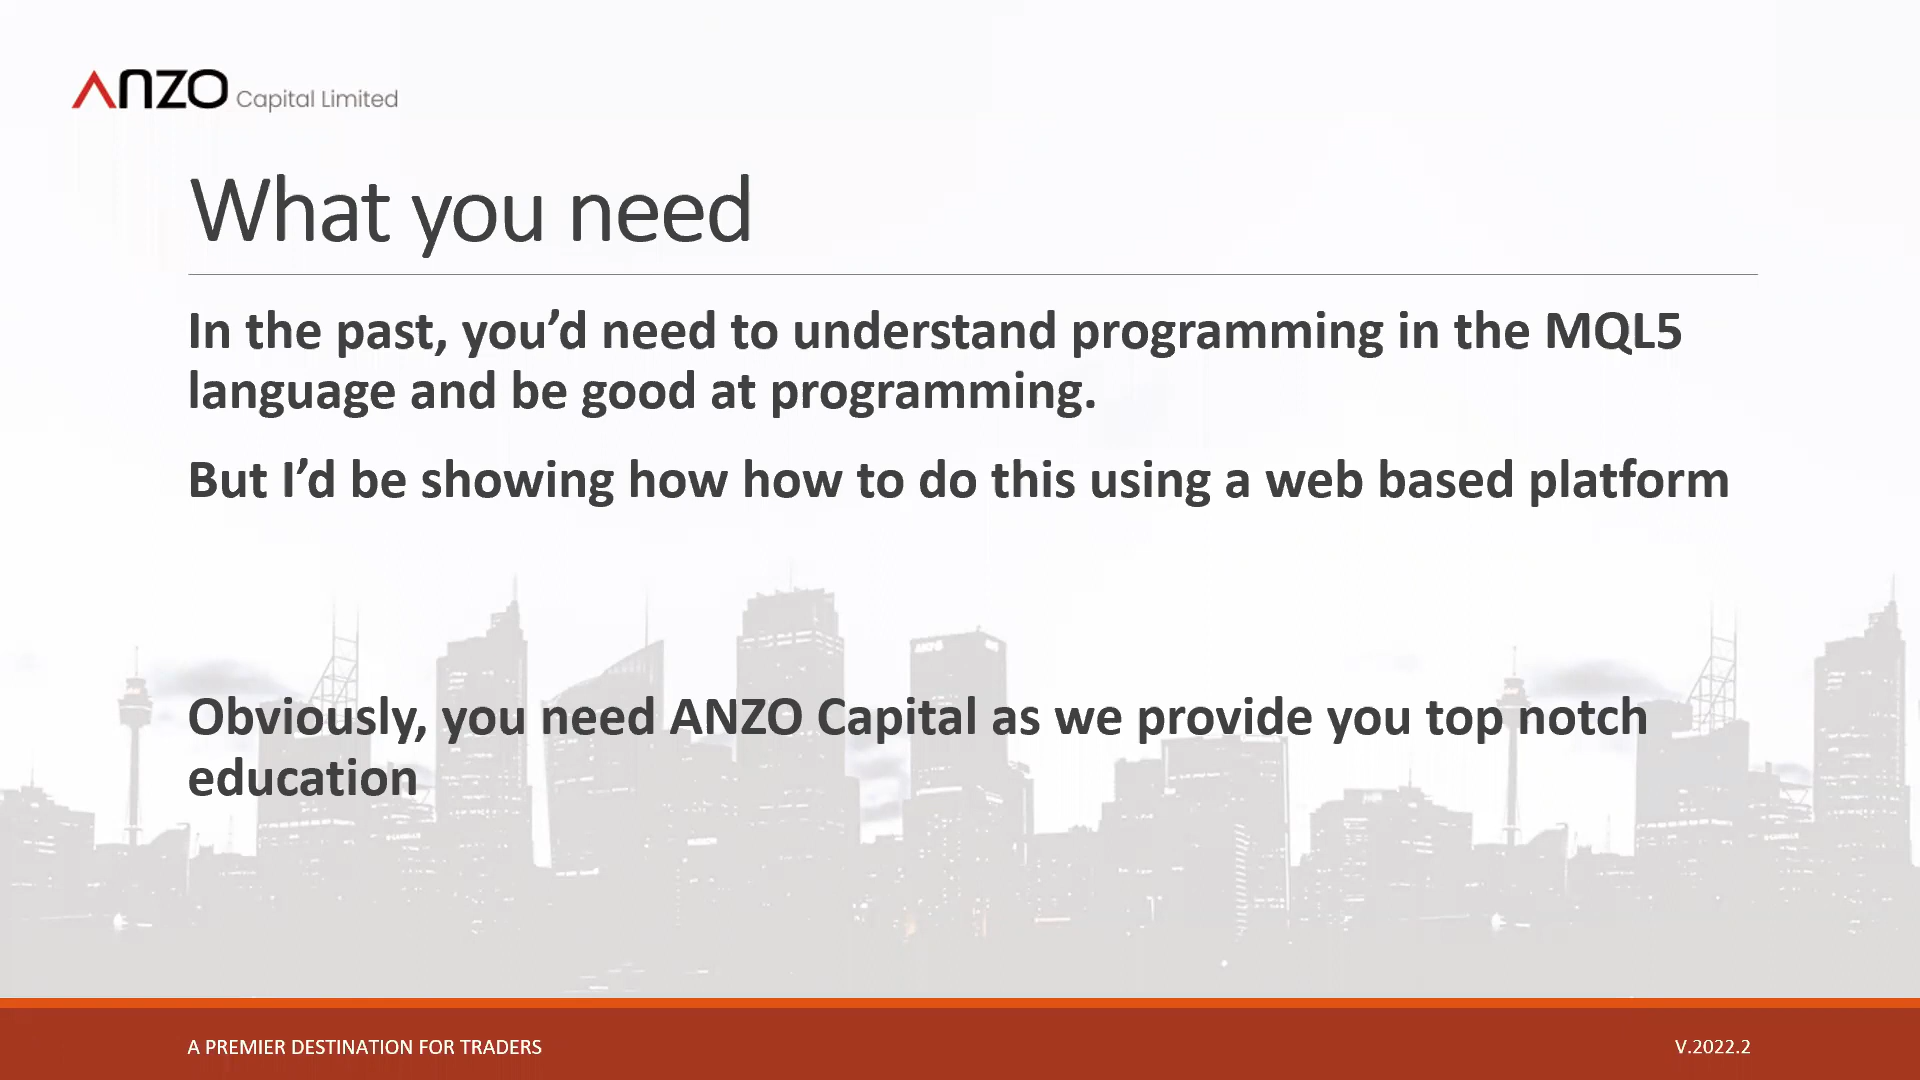 ANZO Capital Limited
What you need
In the past, you’d need to understand programming in the MQL5
language and be good at programming.
But I’d be showing how how to do this using a web based platform
Obviously, you need ANZO Capital as we provide you top notch
education
A PREMIER DESTINATION FOR TRADERS
V.2022.2